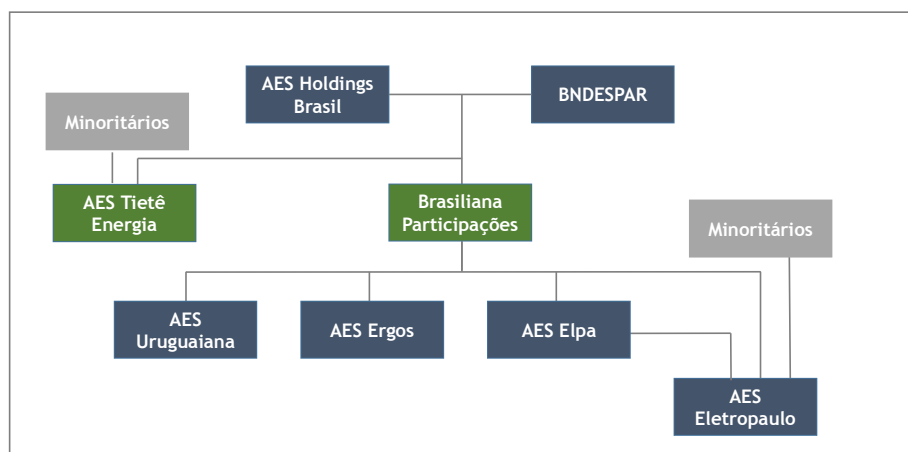 AES Holdings
Brasil
BNDESPAR
Minoritários
AES Tietê
Energia
Brasiliana
Participações
Minoritários
AES
Uruguaiana
AES Ergos
AES Elpa
AES
Eletropaulo